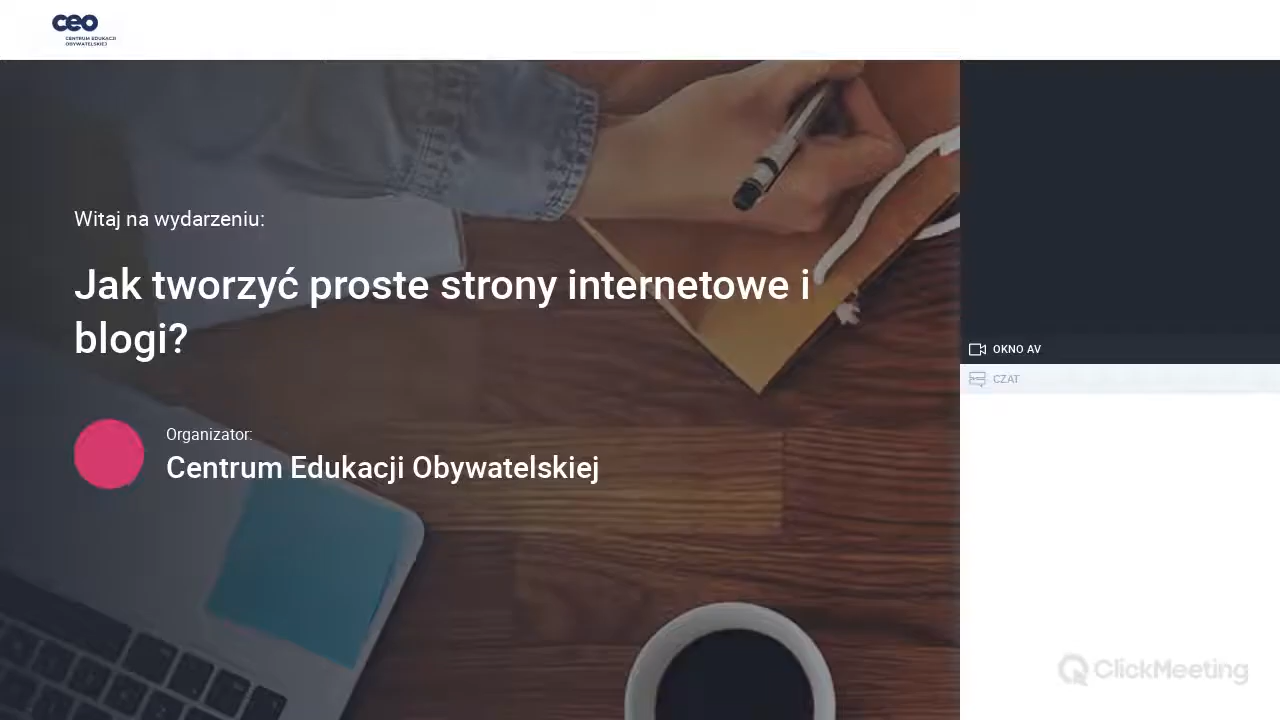 ceo
CENTRUM EDUKACJI
OBYWATELSKIEJ
Witaj na wydarzeniu:
Jak tworzyć proste strony internetowe i
blogi?
Organizator:
Centrum Edukacji Obywatelskiej
OKNO AV
CZAT
ClickMeeting